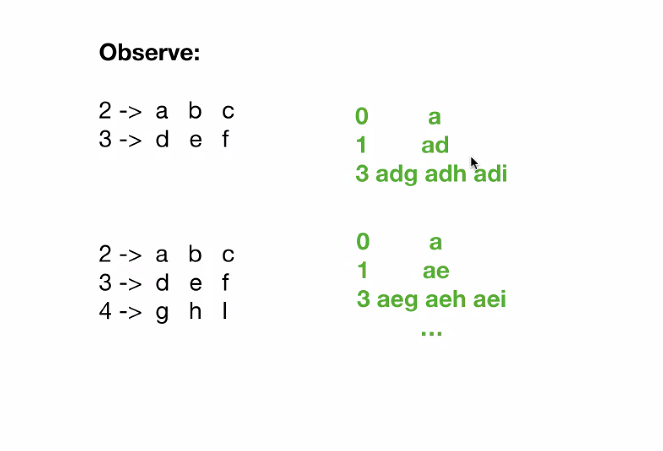 Observe:
2 -> a b c
3 -> d e f
0 a
1 ad
3 adg adh adi
2 -> a b c
3 -> d e f
4 -> g h I
0 a
1 ae
3 aeg aeh aei
...